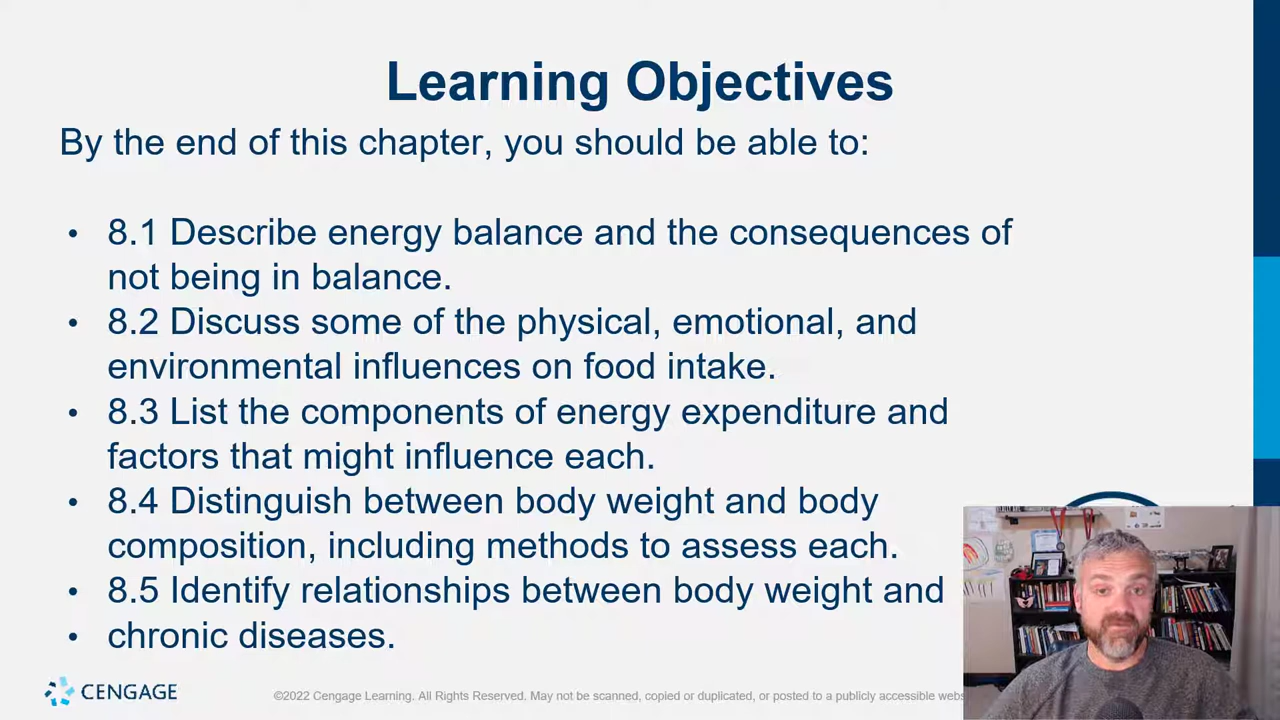 Learning Objectives
By the end of this chapter, you should be able to:
• 8.1 Describe energy balance and the consequences of
not being in balance.
• 8.2 Discuss some of the physical, emotional, and
environmental influences on food intake.
• 8.3 List the components of energy expenditure and
factors that might influence each.
• 8.4 Distinguish between body weight and body
composition, including methods to assess each.
• 8.5 Identify relationships between body weight and
• chronic diseases.
CENGAGE
©2022 Cengage Learning. All Rights Reserved. May not be scanned, copied or duplicated, or posted to a publicly accessible